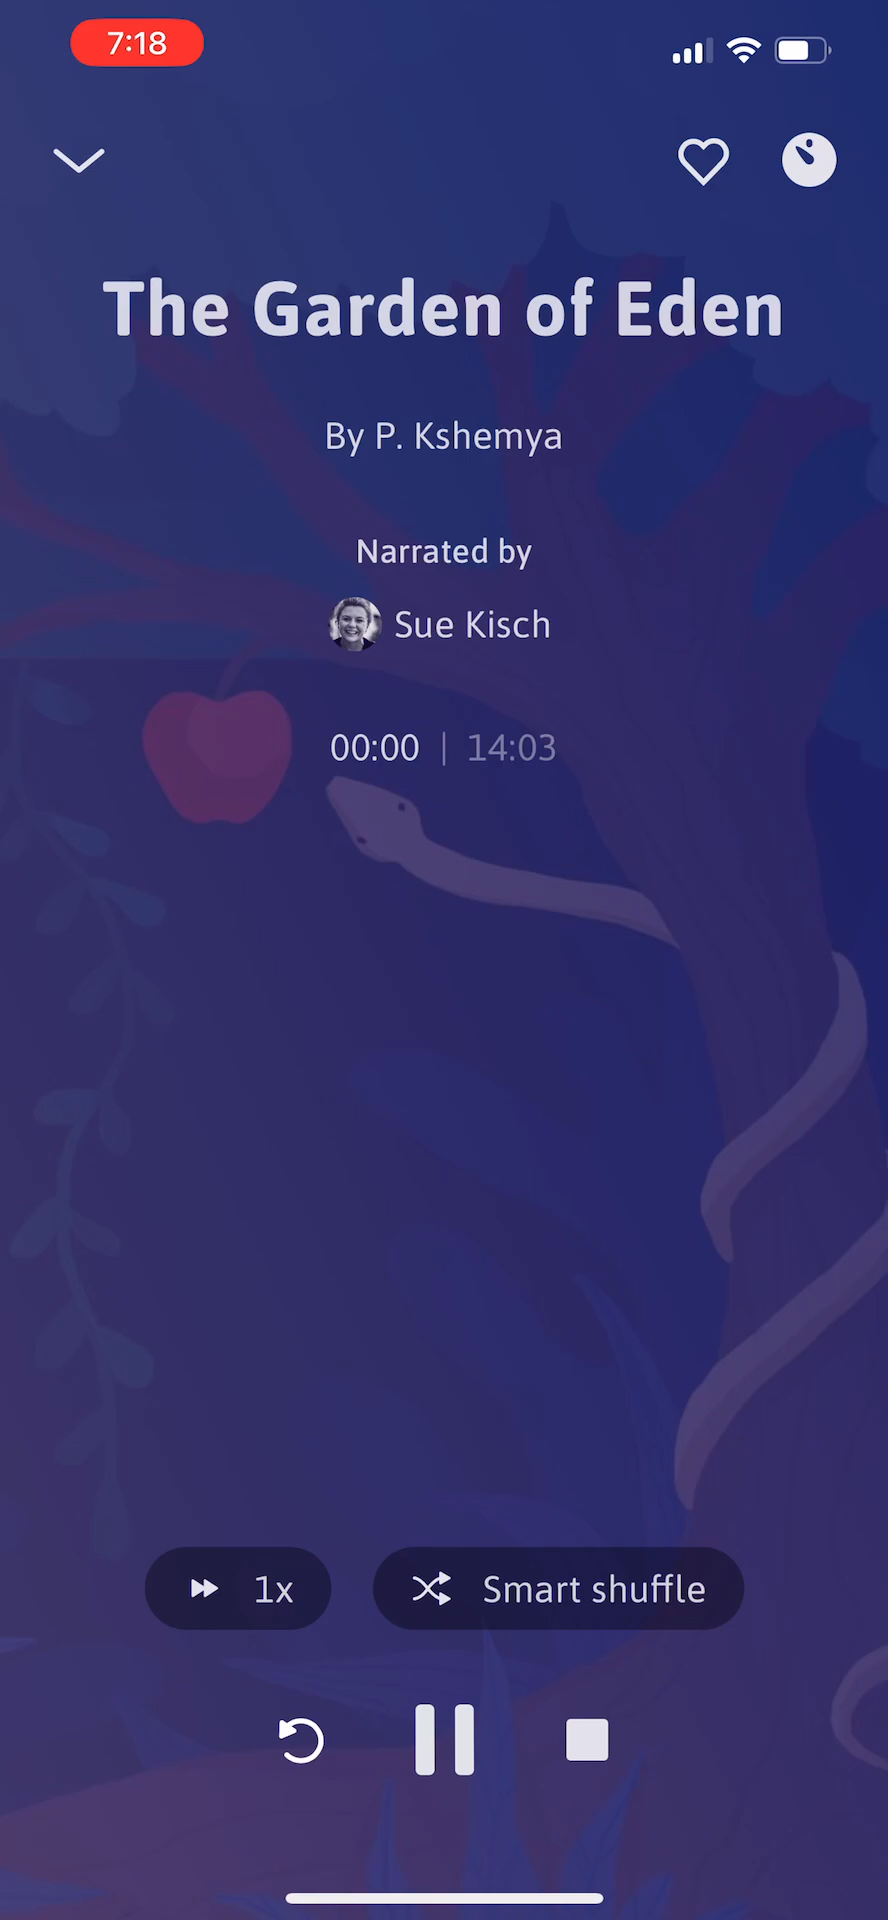 7:18
The Garden of Eden
By P. Kshemya
Narrated by
Sue Kisch
00:00 | 14:03
1x
Smart shuffle